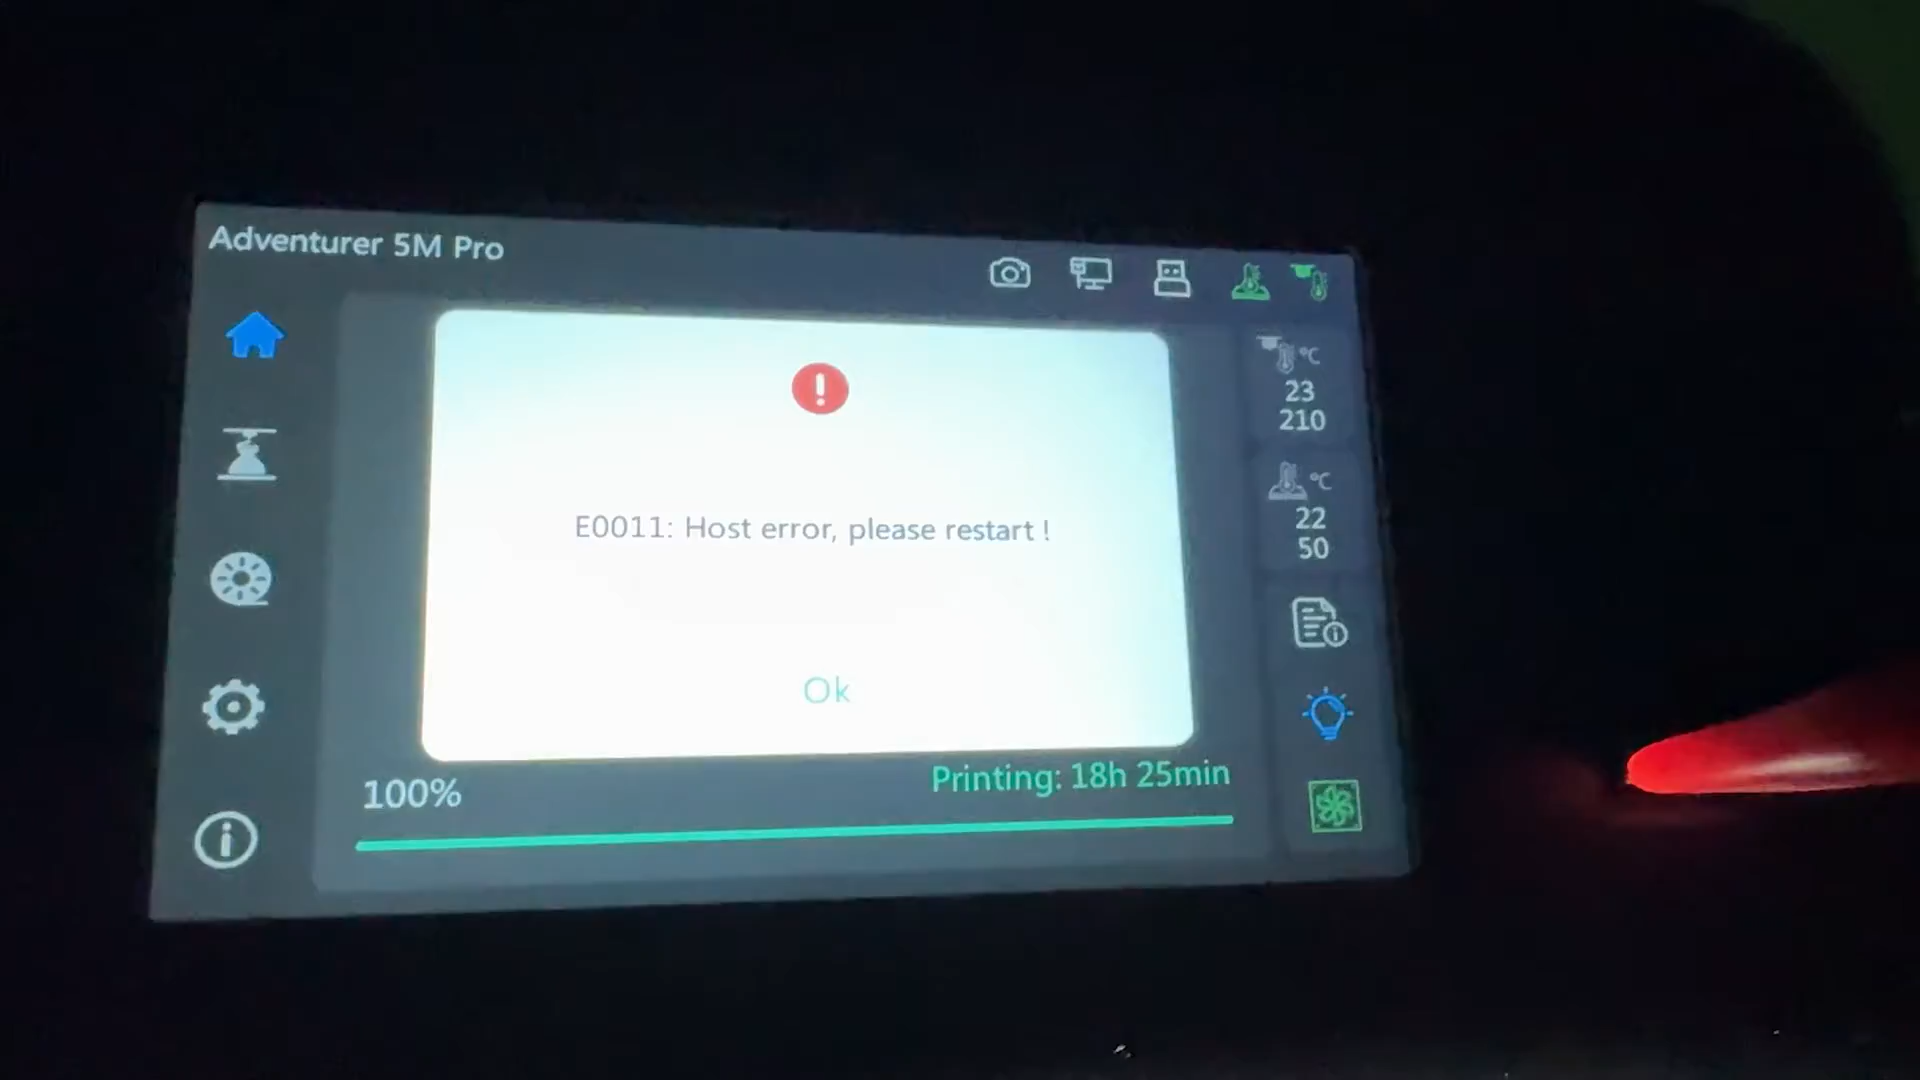 Adventurer 5M Pro
°C
23
210
E0011: Host error, please restart !
°C
22
50
Ok
100%
Printing: 18h 25min